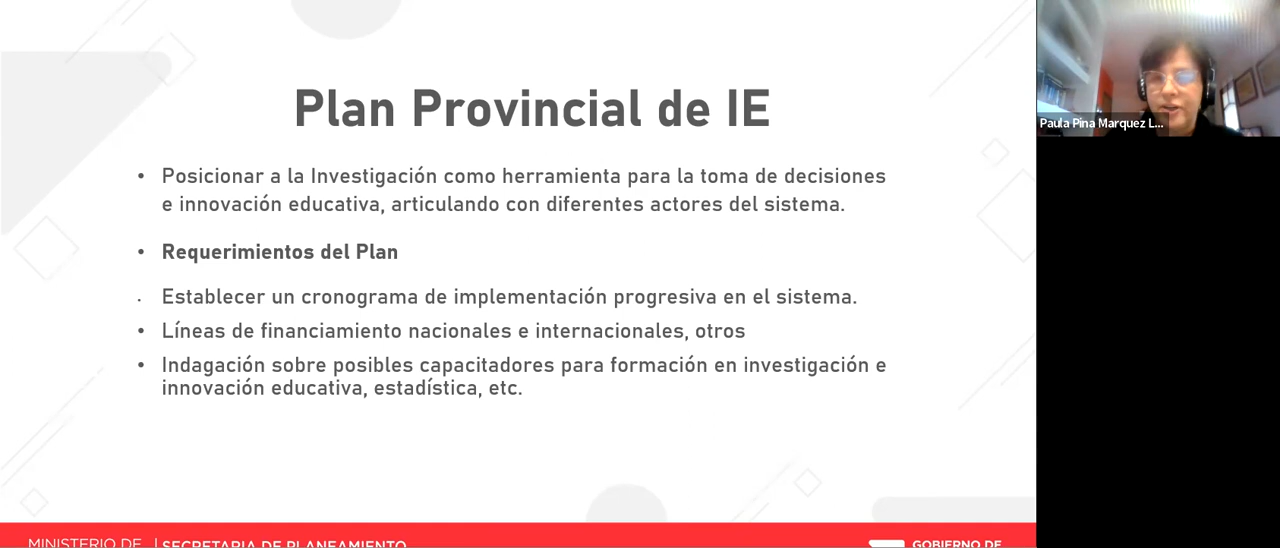 Plan Provincial de IE
• Posicionar a la Investigación como herramienta para la toma de decisiones
e innovación educativa, articulando con diferentes actores del sistema.
• Requerimientos del Plan
. Establecer un cronograma de implementación progresiva en el sistema.
• Líneas de financiamiento nacionales e internacionales, otros
• Indagación sobre posibles capacitadores para formación en investigación e
innovación educativa, estadística, etc.
MINISTERIO DE | SECRETARIA DE PLANEAMIENTO
GOBIERNO DE
Paula Pina Marquez L...